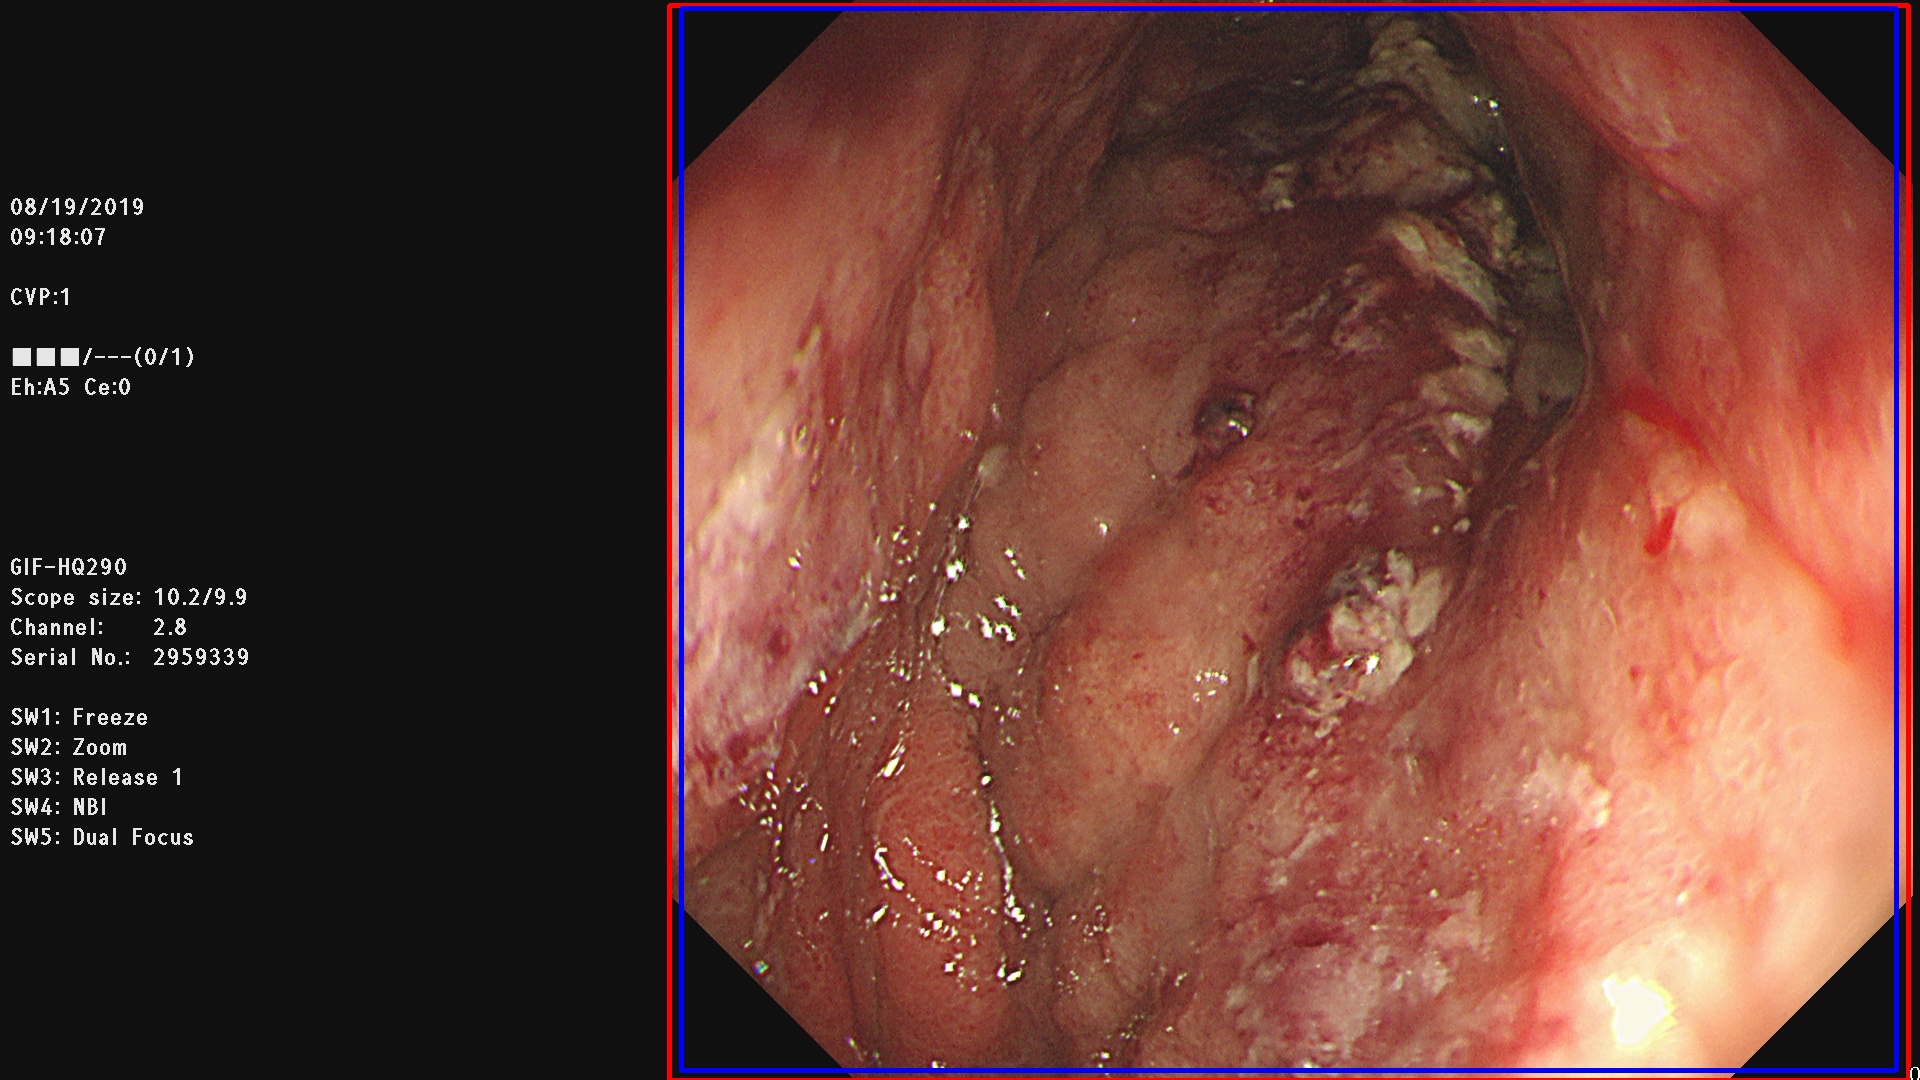 08/19/2019
09:18:07
CVP:1
■■■/---(0/1)
Eh:A5 Ce:0
GIF-HQ290
Scope size: 10.2/9.9
Channel: 2.8
Serial No.: 2959339
SW1: Freeze
SW2: Zoom
SW3: Release 1
SW4: NBI
SW5: Dual Focus
0